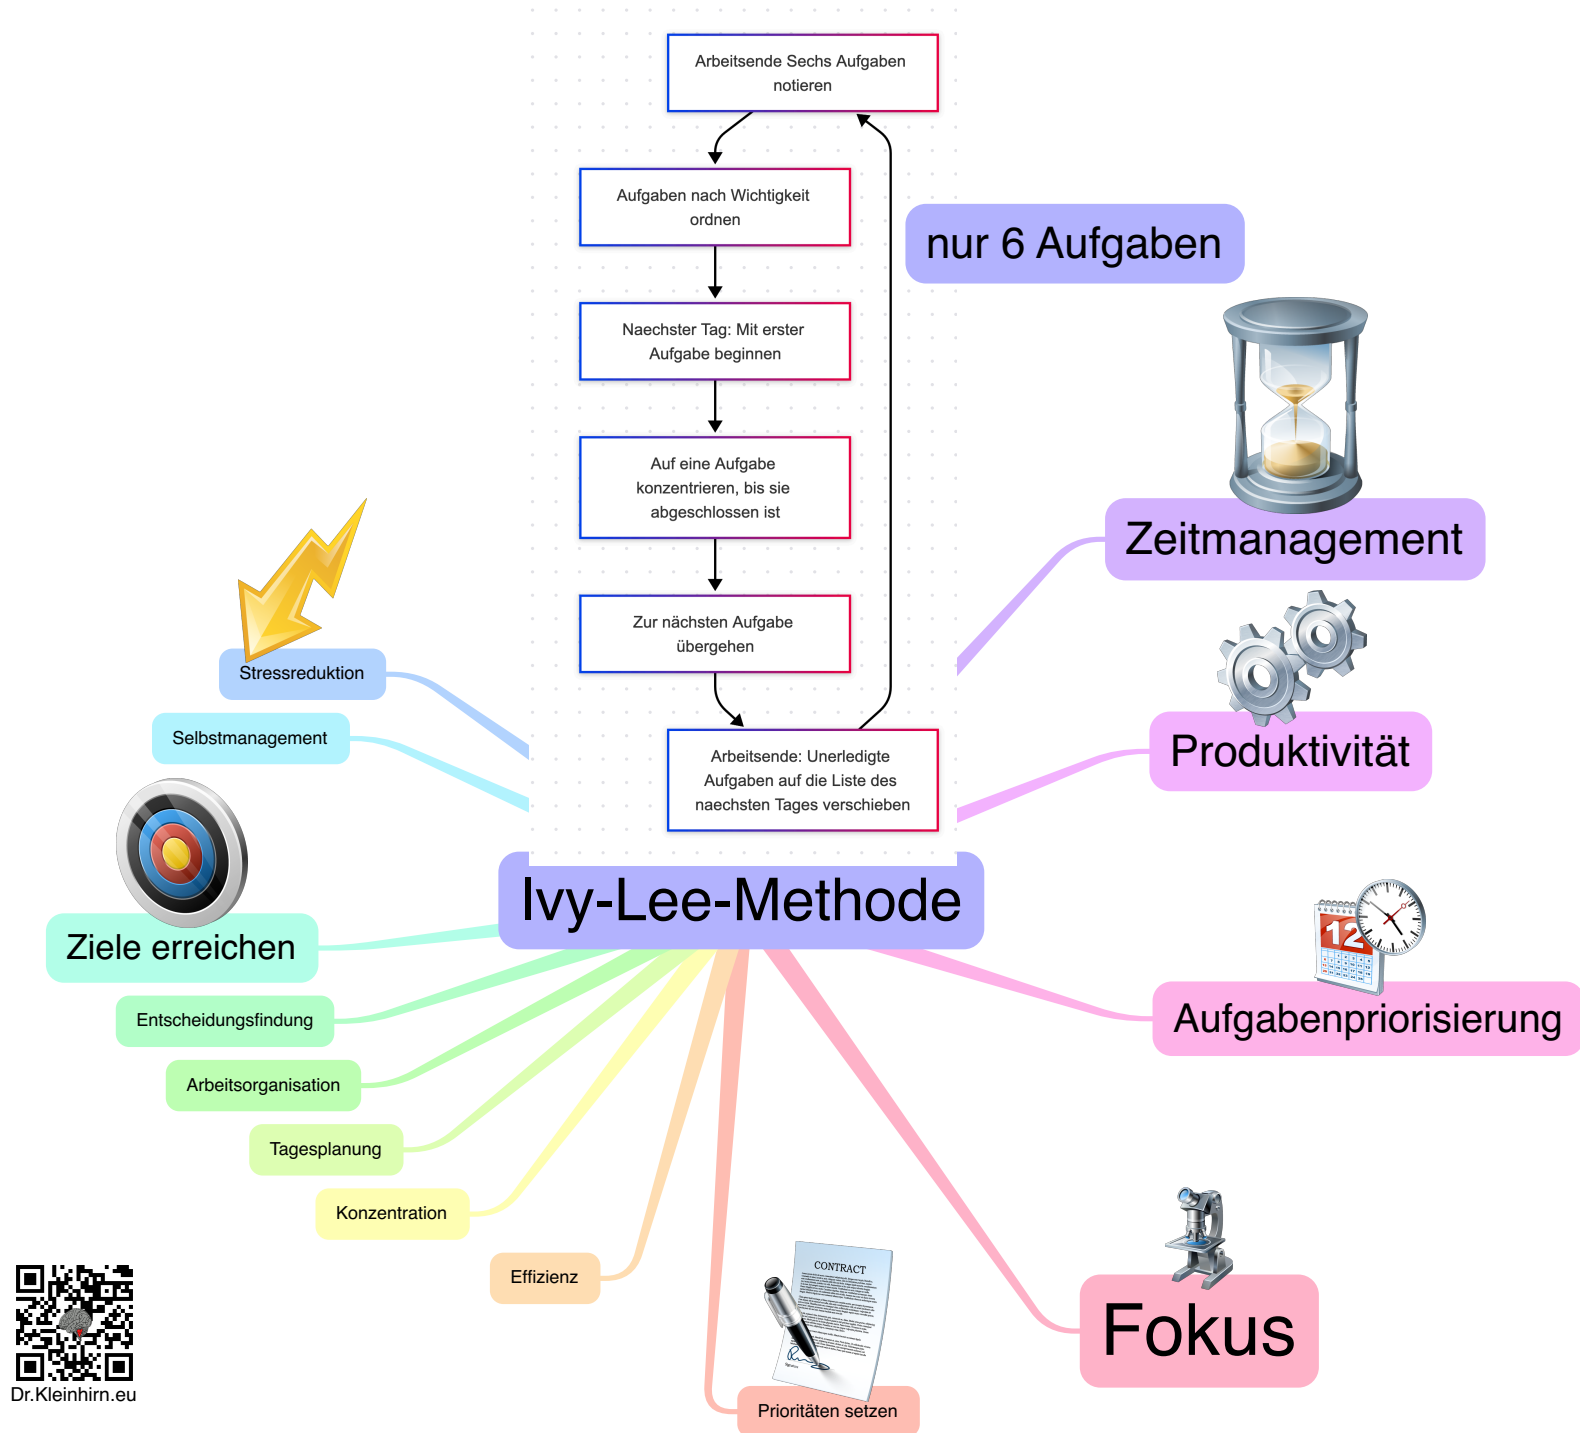 Arbeitsende Sechs Aufgaben
notieren
Aufgaben nach Wichtigkeit
ordnen
nur 6 Aufgaben
Naechster Tag: Mit erster
Aufgabe beginnen
Auf eine Aufgabe
konzentrieren, bis sie
abgeschlossen ist
Zeitmanagement
Zur nächsten Aufgabe
übergehen
Stressreduktion
Selbstmanagement
Produktivität
Arbeitsende: Unerledigte
Aufgaben auf die Liste des
naechsten Tages verschieben
Ivy-Lee-Methode
Ziele erreichen
12
Entscheidungsfindung
Aufgabenpriorisierung
Arbeitsorganisation
Tagesplanung
Konzentration
Effizienz
CONTRACT
Fokus
Dr.Kleinhirn.eu
Prioritäten setzen